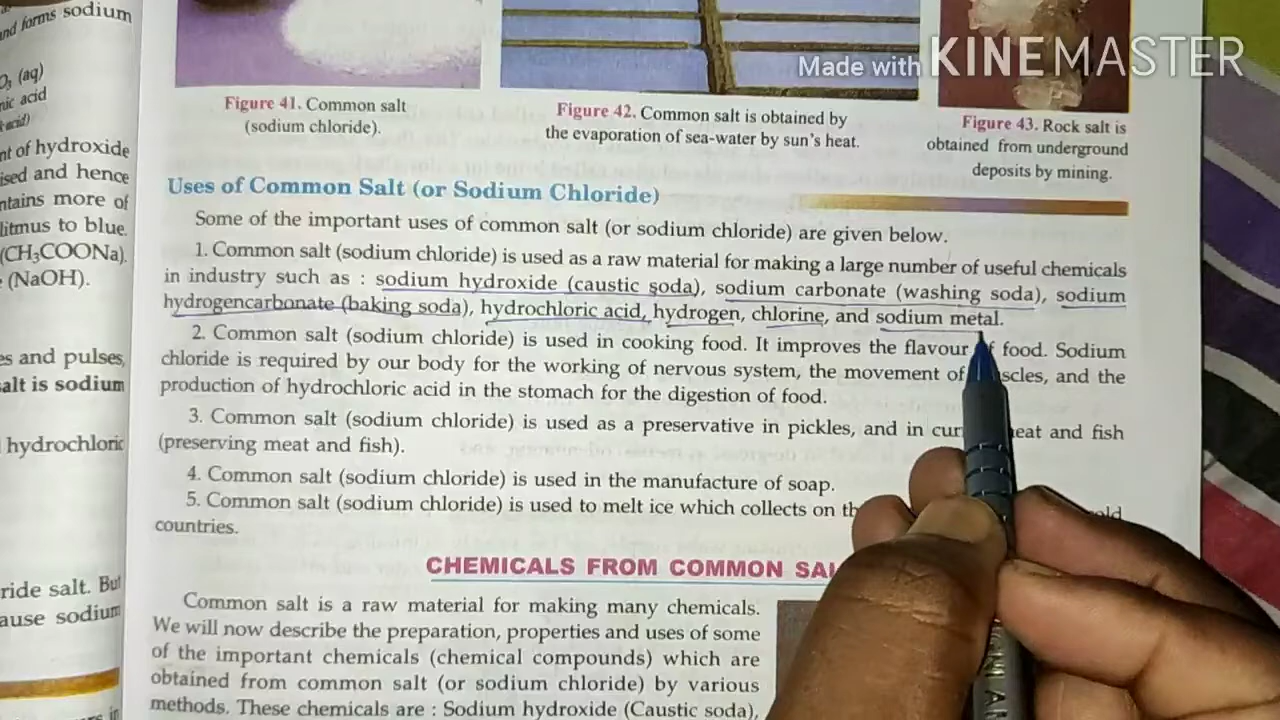 and forms sodium
O₃ (aq)
nic acid
acid)
nt of hydroxide
ised and hence
ntains more of
litmus to blue.
(CH₃COONa).
(NaOH).
es and pulses,
alt is sodium
hydrochloric
ride salt. But
ause sodium
in
Made with KINEMASTER
Figure 41. Common salt
(sodium chloride).
Figure 42. Common salt is obtained by
the evaporation of sea-water by sun's heat.
Figure 43. Rock salt is
obtained from underground
deposits by mining.
Uses of Common Salt (or Sodium Chloride)
Some of the important uses of common salt (or sodium chloride) are given below.
1. Common salt (sodium chloride) is used as a raw material for making a large number of useful chemicals
in industry such as : sodium hydroxide (caustic soda), sodium carbonate (washing soda), sodium
hydrogencarbonate (baking soda), hydrochloric acid, hydrogen, chlorine, and sodium metal.
2. Common salt (sodium chloride) is used in cooking food. It improves the flavour food. Sodium
chloride is required by our body for the working of nervous system, the movement of scles, and the
production of hydrochloric acid in the stomach for the digestion of food.
3. Common salt (sodium chloride) is used as a preservative in pickles, and in cur eat and fish
(preserving meat and fish).
4. Common salt (sodium chloride) is used in the manufacture of soap.
5. Common salt (sodium chloride) is used to melt ice which collects on th old
countries.
CHEMICALS FROM COMMON SAL
Common salt is a raw material for making many chemicals.
We will now describe the preparation, properties and uses of some
of the important chemicals (chemical compounds) which are
obtained from common salt (or sodium chloride) by various
methods. These chemicals are : Sodium hydroxide (Caustic soda),